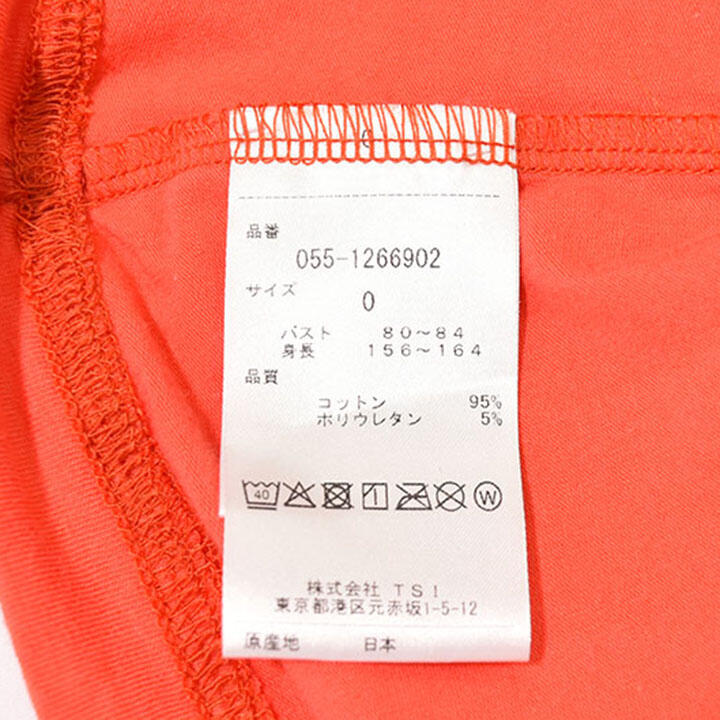 品番
055-1266902
サイズ
0
バスト 80～84
身長 156～164
品質
コットン 95%
ポリウレタン 5%
40 W
株式会社 TSI
東京都港区元赤坂1-5-12
原産地 日本